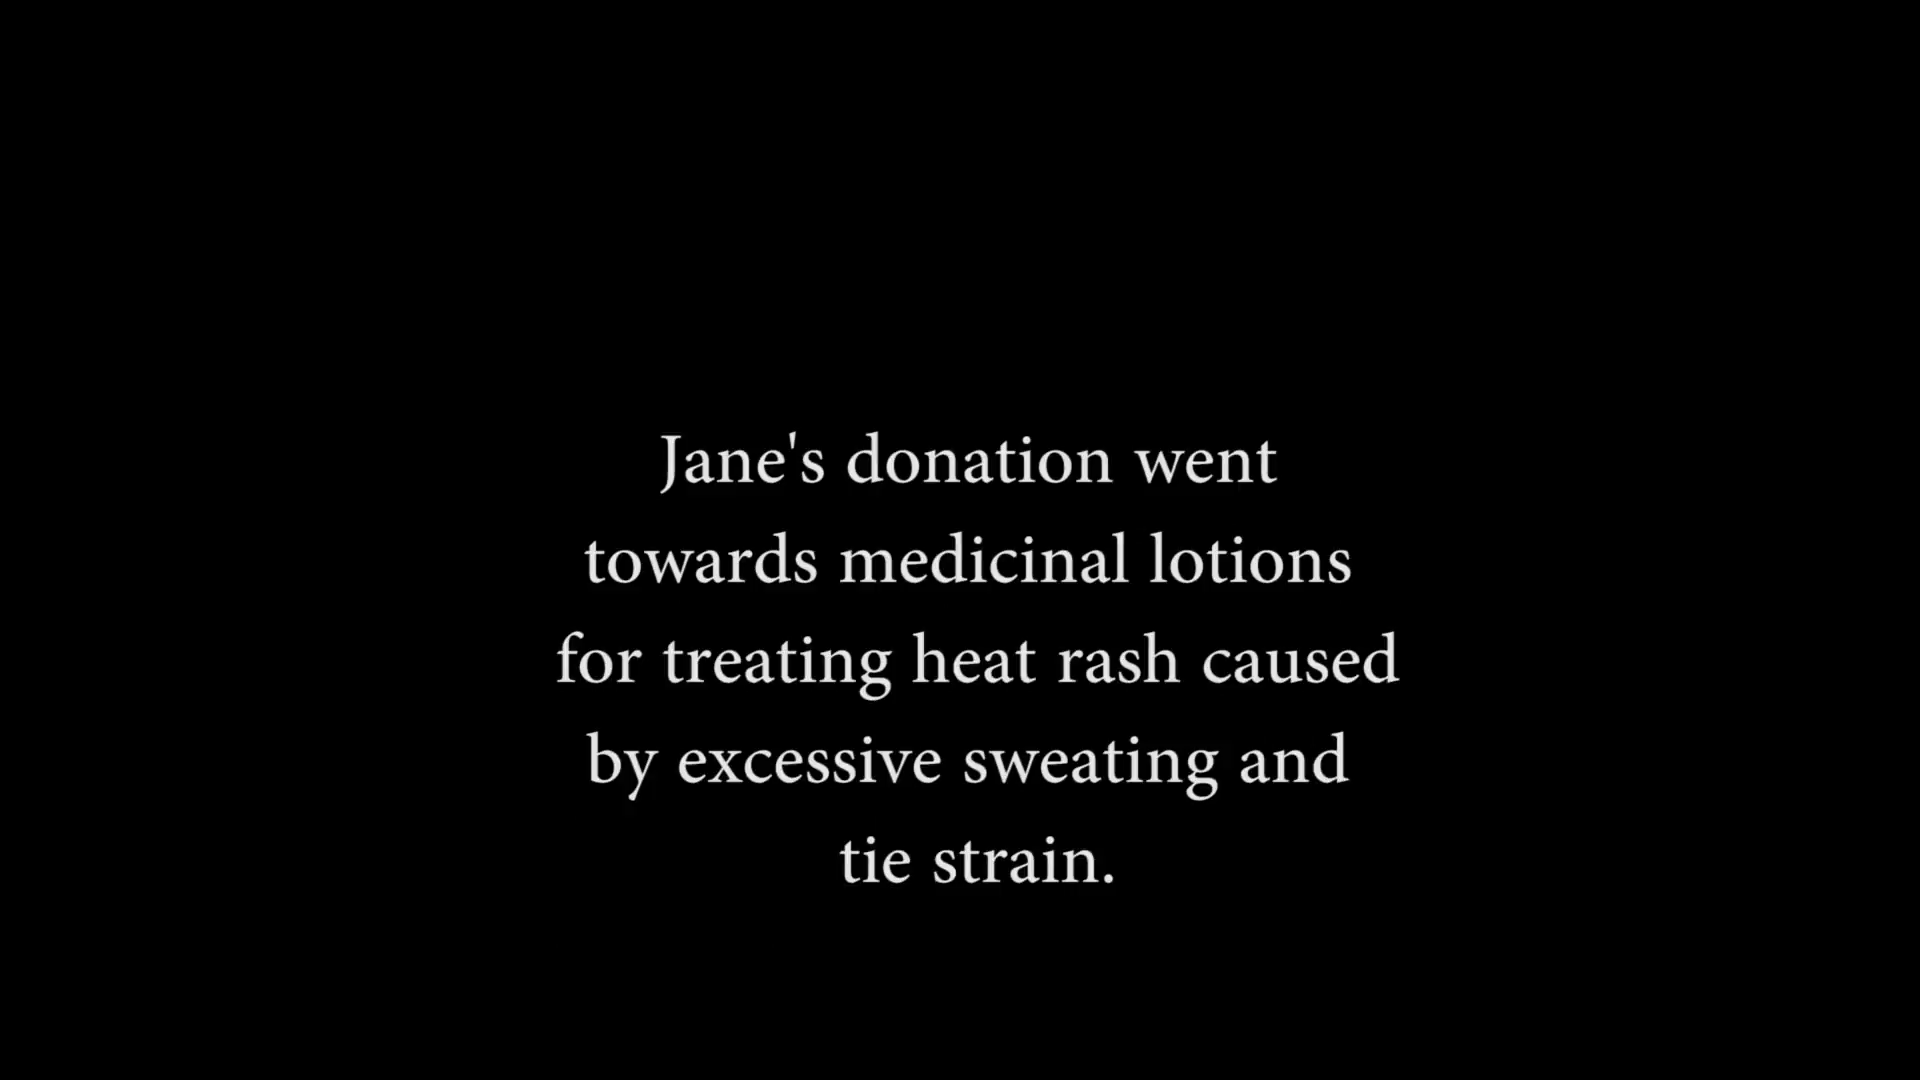 Jane's donation went
towards medicinal lotions
for treating heat rash caused
by excessive sweating and
tie strain.